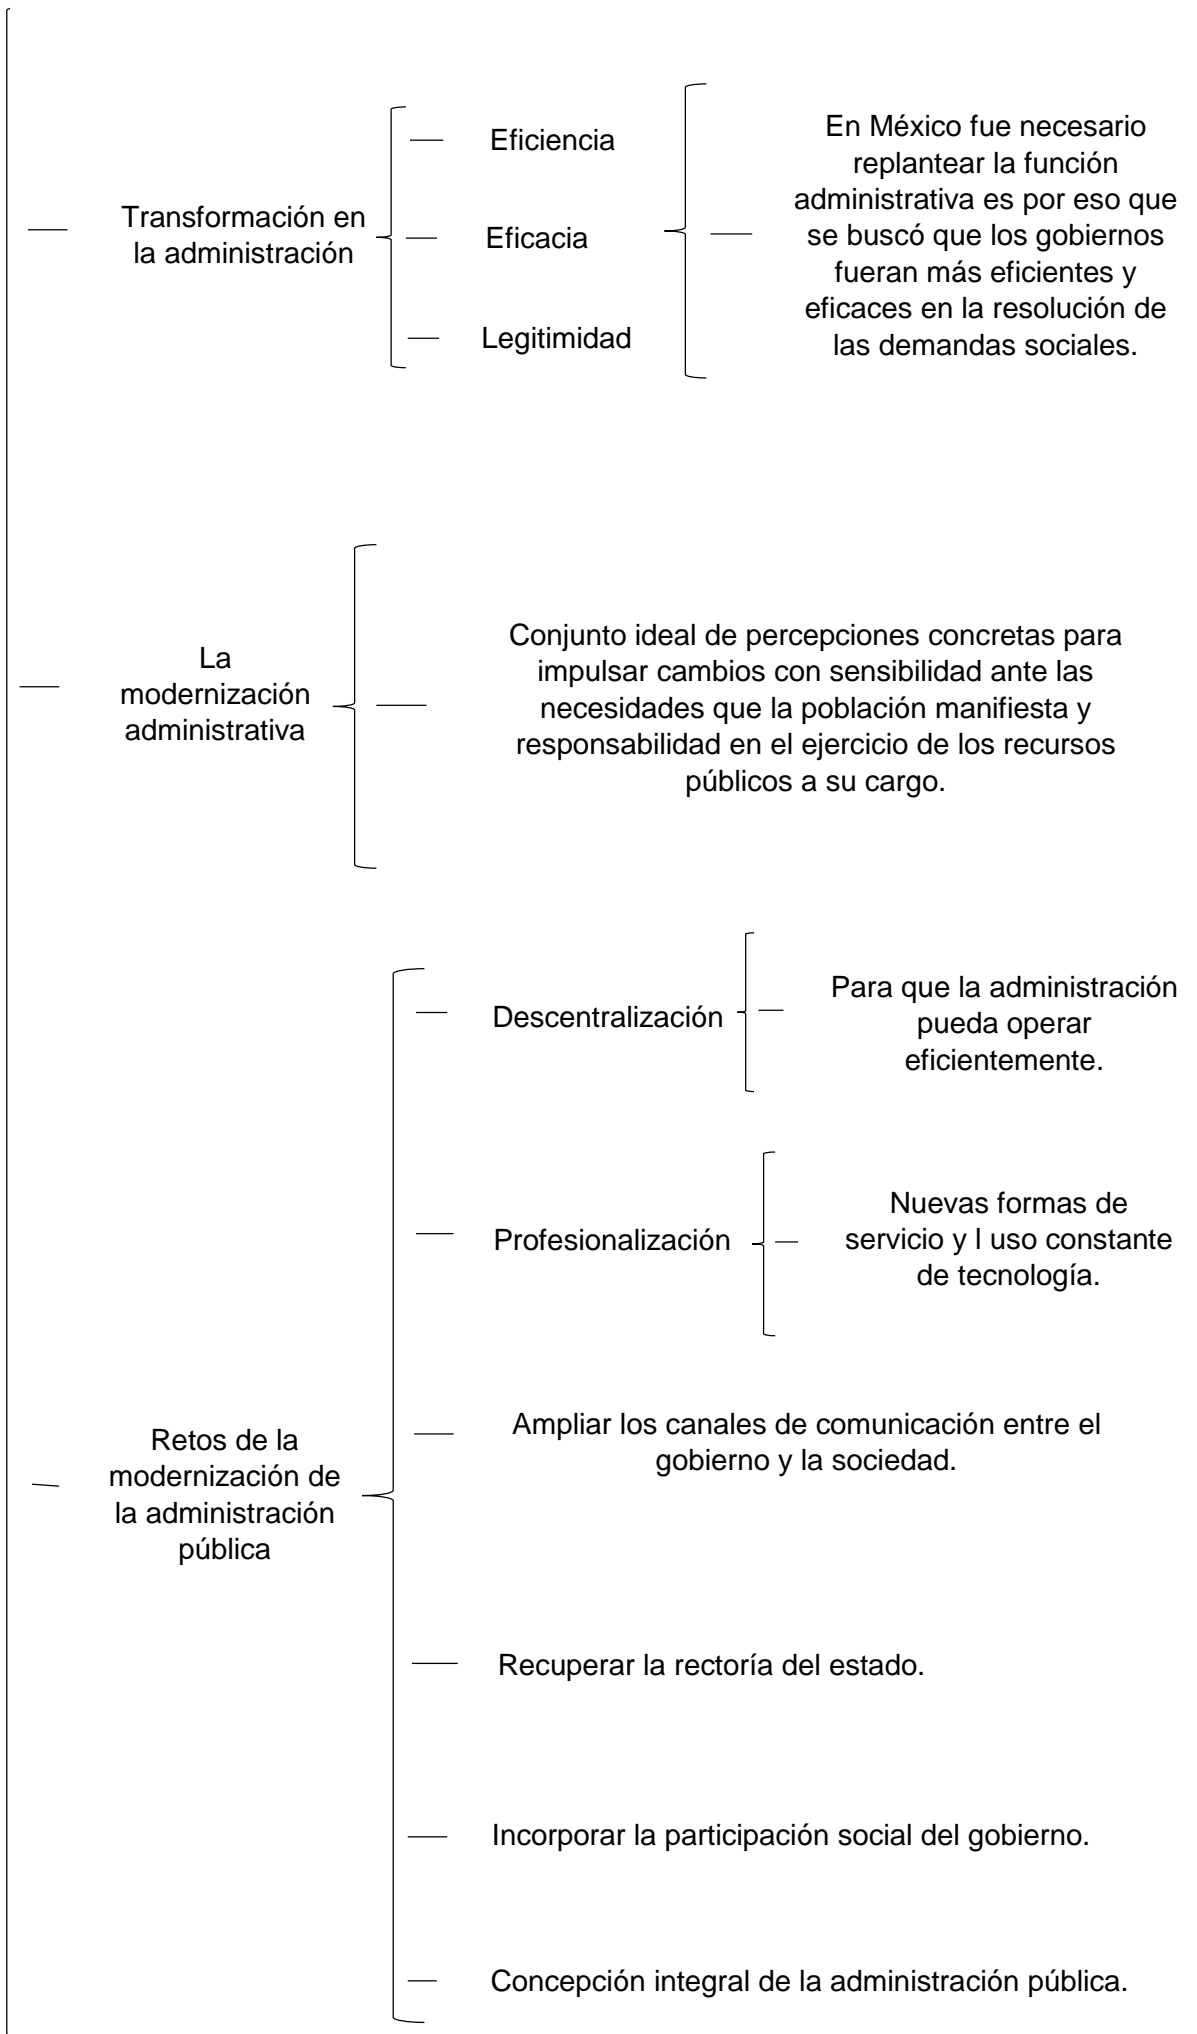 Transformación en
la administración
Eficiencia
Eficacia
Legitimidad
En México fue necesario
replantear la función
administrativa es por eso que
se buscó que los gobiernos
fueran más eficientes y
eficaces en la resolución de
las demandas sociales.
La
modernización
administrativa
Conjunto ideal de percepciones concretas para
impulsar cambios con sensibilidad ante las
necesidades que la población manifiesta y
responsabilidad en el ejercicio de los recursos
públicos a su cargo.
Retos de la
modernización de
la administración
pública
Descentralización
Para que la administración
pueda operar
eficientemente.
Profesionalización
Nuevas formas de
servicio y l uso constante
de tecnología.
Ampliar los canales de comunicación entre el
gobierno y la sociedad.
Recuperar la rectoría del estado.
Incorporar la participación social del gobierno.
Concepción integral de la administración pública.